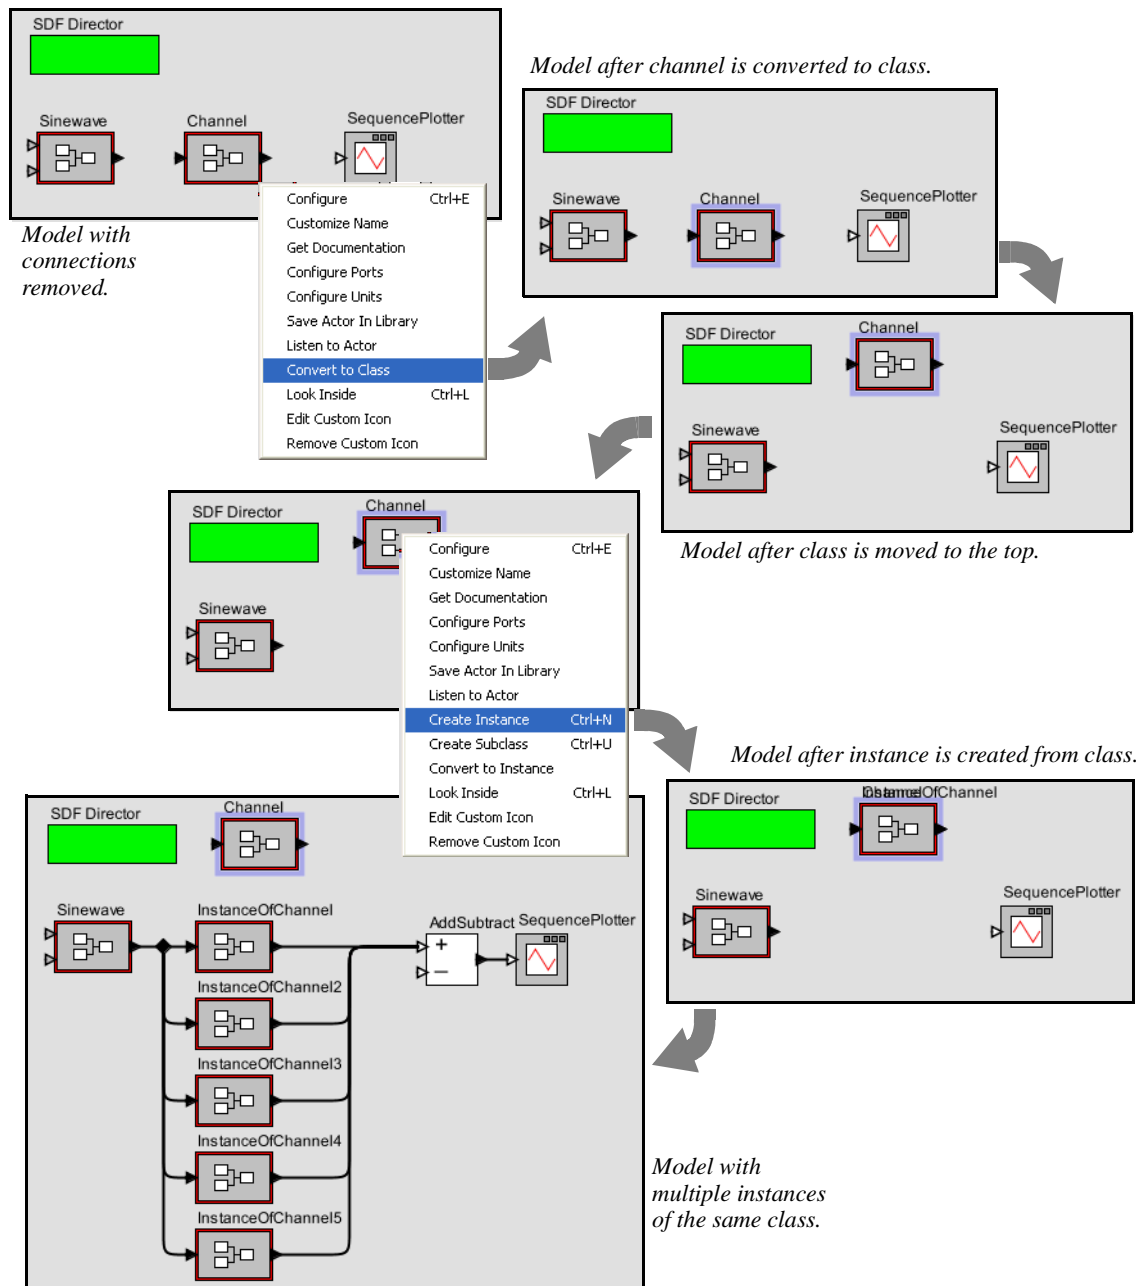 SDF Director
Sinewave
Channel
SequencePlotter
Model with
connections
removed.
Configure Ctrl+E
Customize Name
Get Documentation
Configure Ports
Configure Units
Save Actor In Library
Listen to Actor
Convert to Class
Look Inside Ctrl+L
Edit Custom Icon
Remove Custom Icon
Model after channel is converted to class.
SDF Director
Sinewave
Channel
SequencePlotter
SDF Director
Channel
Sinewave
SequencePlotter
Model after class is moved to the top.
SDF Director
Channel
Sinewave
Configure Ctrl+E
Customize Name
Get Documentation
Configure Ports
Configure Units
Save Actor In Library
Listen to Actor
Create Instance Ctrl+N
Create Subclass Ctrl+U
Convert to Instance
Look Inside Ctrl+L
Edit Custom Icon
Remove Custom Icon
Model after instance is created from class.
SDF Director
InstanceOfChannel
Sinewave
SequencePlotter
SDF Director
Channel
Sinewave
InstanceOfChannel
AddSubtract
SequencePlotter
+
−
InstanceOfChannel2
InstanceOfChannel3
InstanceOfChannel4
InstanceOfChannel5
Model with
multiple instances
of the same class.